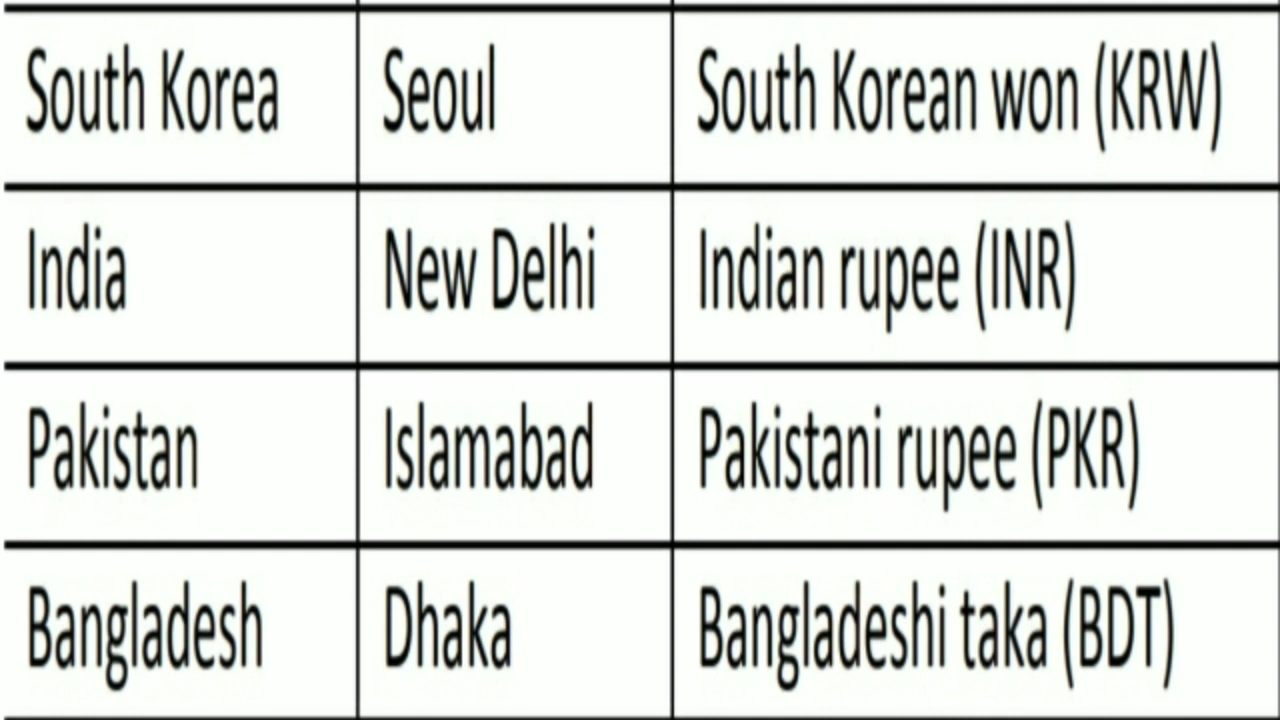 South Korea Seoul South Korean won (KRW)
India New Delhi Indian rupee (INR)
Pakistan Islamabad Pakistani rupee (PKR)
Bangladesh Dhaka Bangladeshi taka (BDT)